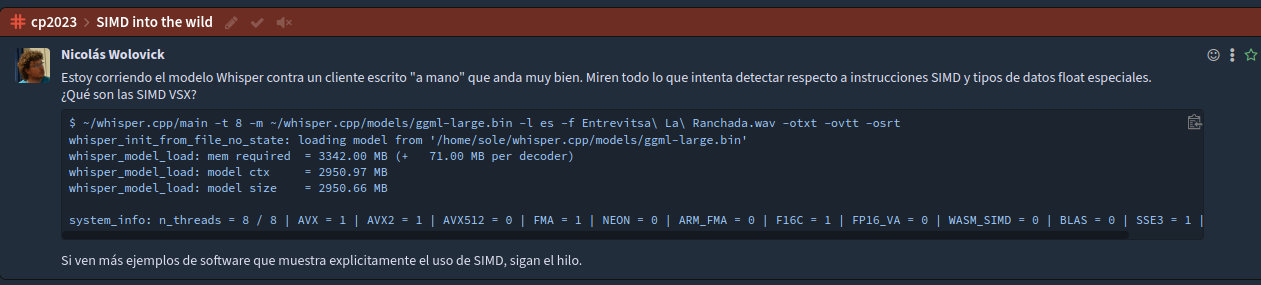 cp2023 > SIMD into the wild
Nicolás Wolovick
Estoy corriendo el modelo Whisper contra un cliente escrito "a mano" que anda muy bien. Miren todo lo que intenta detectar respecto a instrucciones SIMD y tipos de datos float especiales.
¿Qué son las SIMD VSX?
$ ~/whisper.cpp/main -t 8 -m ~/whisper.cpp/models/ggml-large.bin -l es -f Entrevitsa\ La\ Ranchada.wav -otxt -ovtt -osrt
whisper_init_from_file_no_state: loading model from '/home/sole/whisper.cpp/models/ggml-large.bin'
whisper_model_load: mem required  = 3342.00 MB (+   71.00 MB per decoder)
whisper_model_load: model ctx     = 2950.97 MB
whisper_model_load: model size    = 2950.66 MB
system_info: n_threads = 8 / 8 | AVX = 1 | AVX2 = 1 | AVX512 = 0 | FMA = 1 | NEON = 0 | ARM_FMA = 0 | F16C = 1 | FP16_VA = 0 | WASM_SIMD = 0 | BLAS = 0 | SSE3 = 1 |
Si ven más ejemplos de software que muestra explicitamente el uso de SIMD, sigan el hilo.